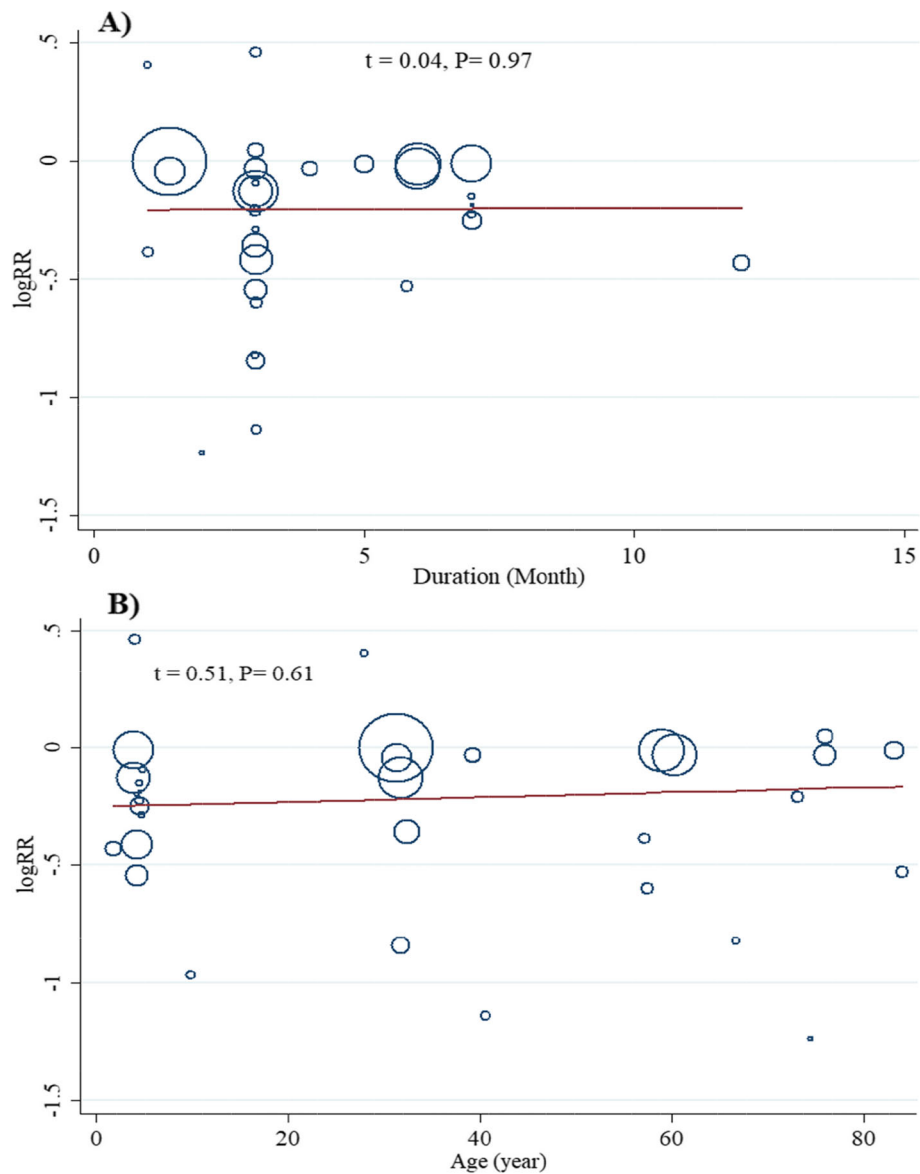 A)
t = 0.04, P= 0.97
logRR
.5
0
-.5
-1
-1.5
0 5 10 15
Duration (Month)
B)
t = 0.51, P= 0.61
logRR
.5
0
-.5
-1
-1.5
0 20 40 60 80
Age (year)